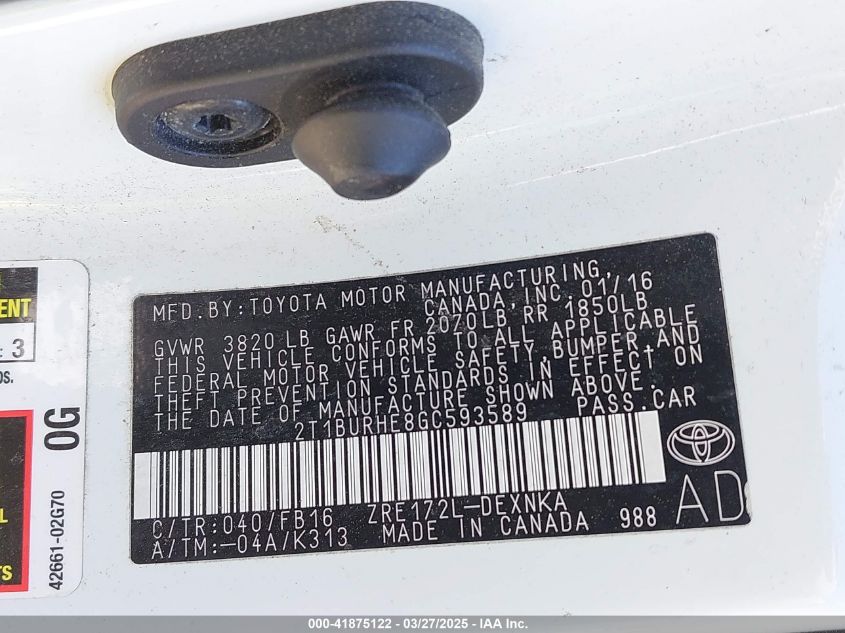 MFD. BY: TOYOTA MOTOR MANUFACTURING,
CANADA, INC. 01/16
GVWR 3820 LB GAWR FR 2070LB RR 1850LB
THIS VEHICLE CONFORMS TO ALL APPLICABLE
FEDERAL MOTOR VEHICLE SAFETY, BUMPER, AND
THEFT PREVENTION STANDARDS IN EFFECT ON
THE DATE OF MANUFACTURE SHOWN ABOVE.
2T1BURHE8GC593589 PASS. CAR
C/TR: 040/FB16 ZRE172L-DEXNKA
A/TM: -04A/K313 MADE IN CANADA 988 AD
: 3
0G
42661-02G70
000-41875122 - 03/27/2025 - IAA Inc.